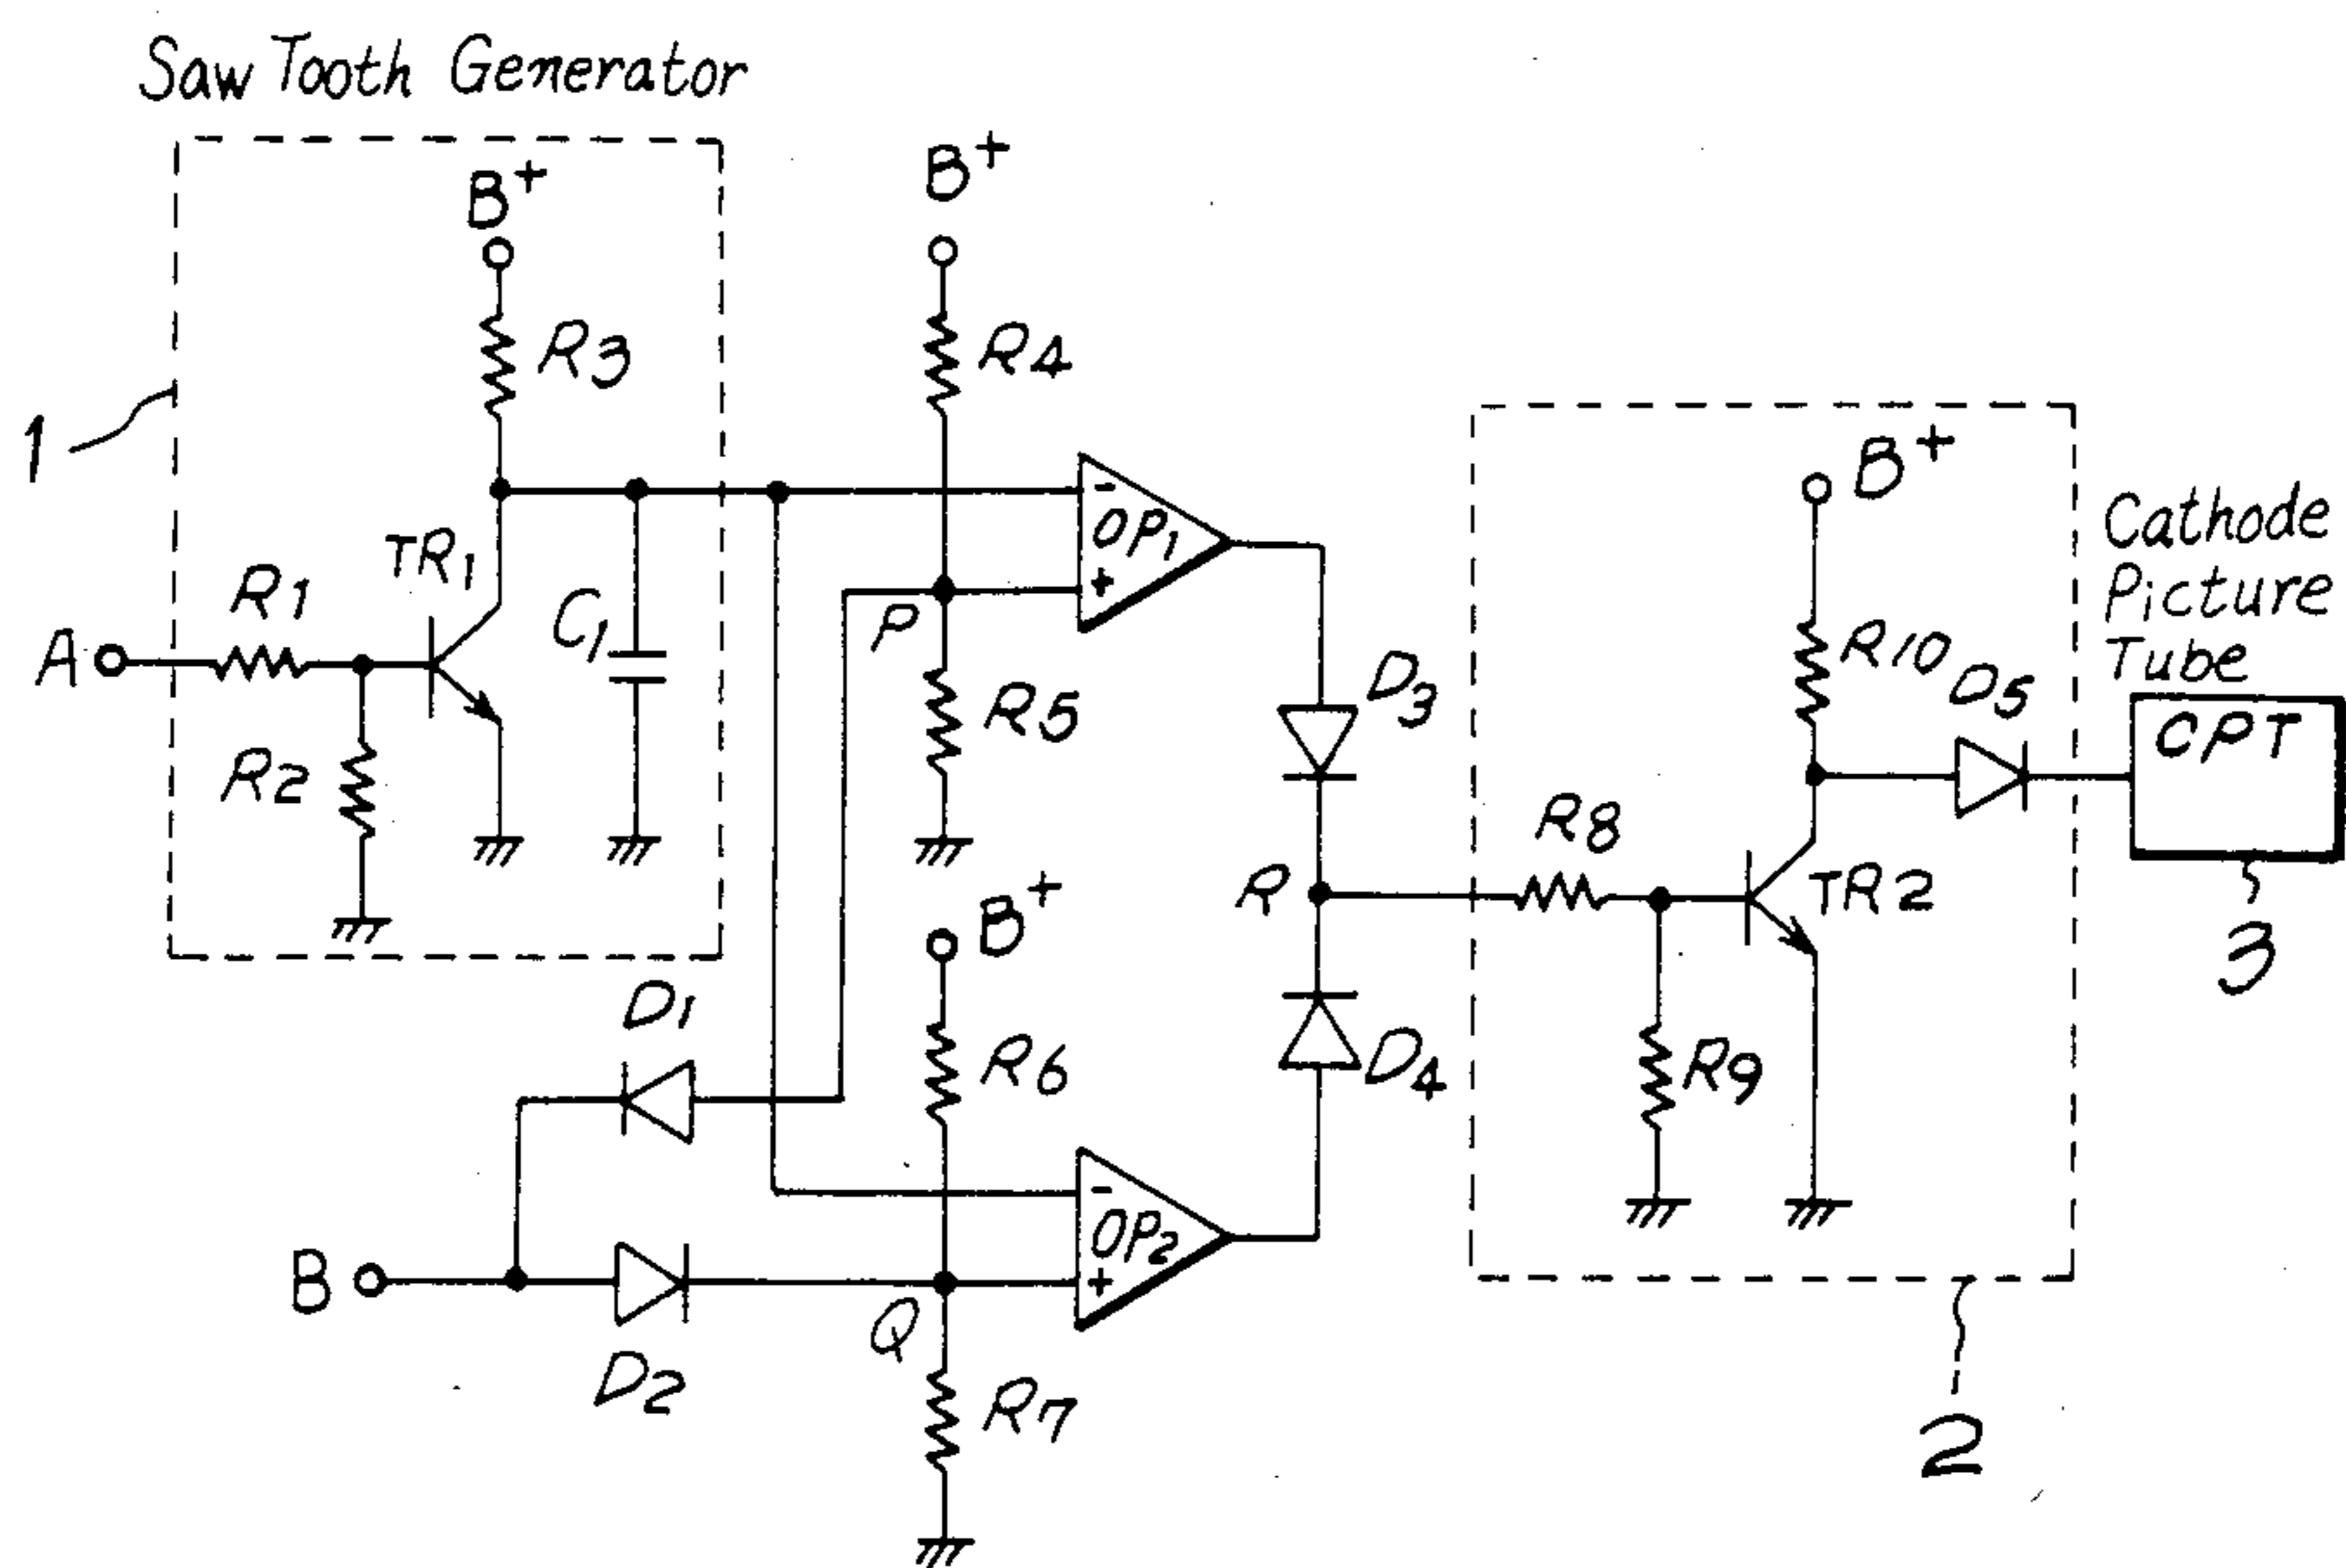 Saw Tooth Generator
B+
B+
R3
R4
1
B+
Cathode
Picture
Tube
-
OP1
+
TR1
R1
C1
P
A
R10
D5
D3
R5
CPT
R2
R8
R
TR2
B+
3
D1
R6
D4
R9
-
OP2
+
B
Q
D2
R7
2